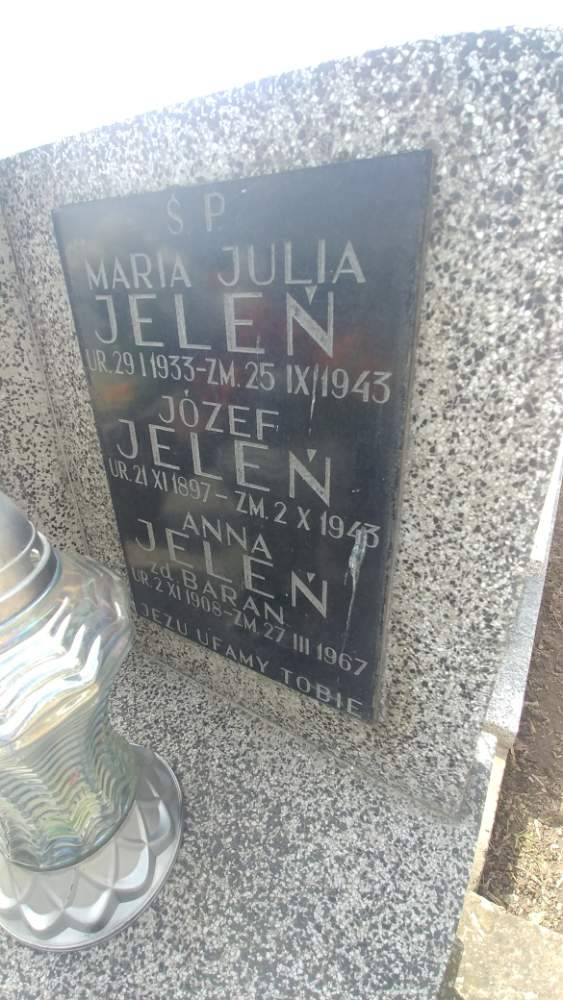 Ś P
MARIA JULIA
JELEŃ
UR. 29 I 1933-ZM. 25 IX 1943
JÓZEF
JELEŃ
UR. 21 XI 1897-ZM. 2 X 1943
ANNA
JELEŃ
zd. BARAN
UR. 2 XI 1908-ZM. 27 III 1967
JEZU UFAMY TOBIE